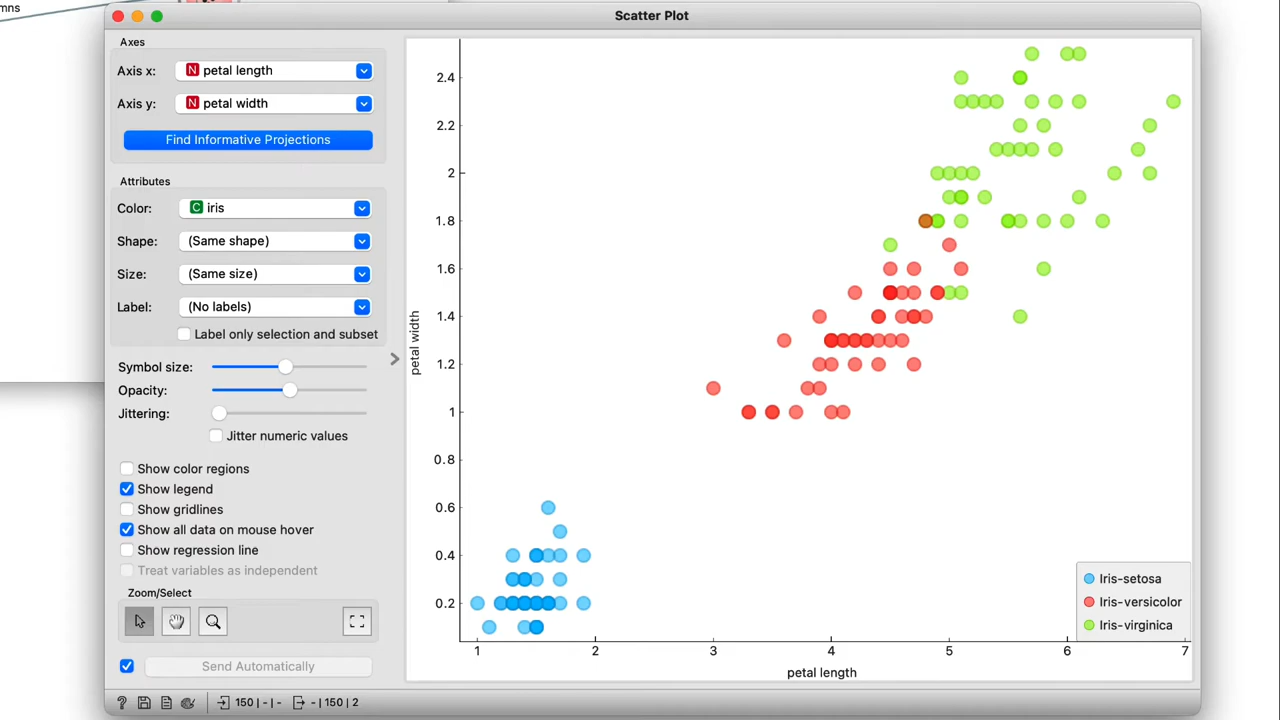 mns
Scatter Plot
Axes
Axis x: N petal length
Axis y: N petal width
Find Informative Projections
Attributes
Color: C iris
Shape: (Same shape)
Size: (Same size)
Label: (No labels)
Label only selection and subset
Symbol size:
Opacity:
Jittering:
Jitter numeric values
Show color regions
Show legend
Show gridlines
Show all data on mouse hover
Show regression line
Treat variables as independent
Zoom/Select
Send Automatically
? 150 | - | - - | 150 | 2
petal width
2.4
2.2
2
1.8
1.6
1.4
1.2
1
0.8
0.6
0.4
0.2
1 2 3 4 5 6 7
petal length
Iris-setosa
Iris-versicolor
Iris-virginica